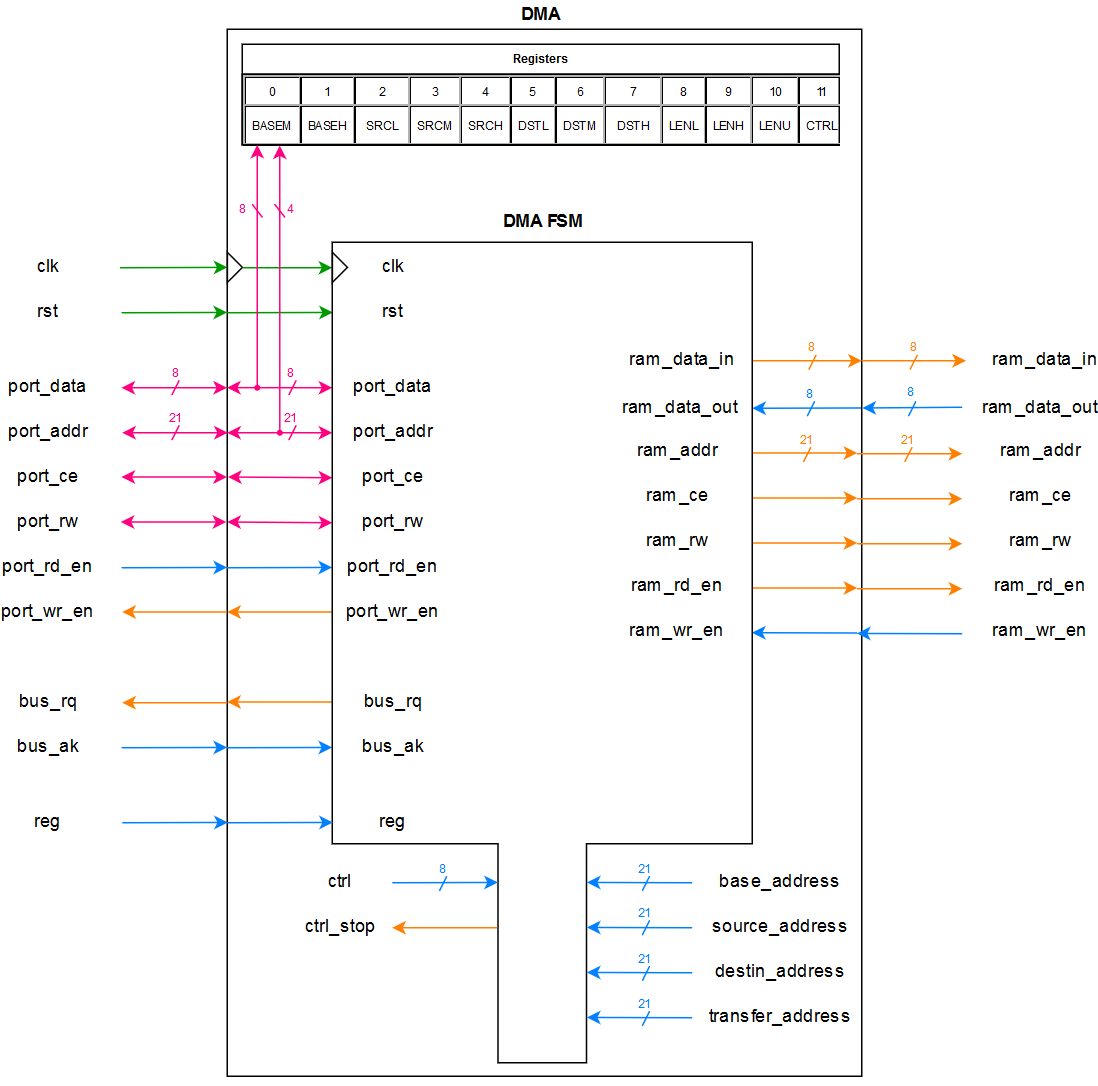 DMA
Registers
0 1 2 3 4 5 6 7 8 9 10 11
BASEM BASEH SRCL SRCM SRCH DSTL DSTM DSTH LENL LENH LENU CTRL
8 4
DMA FSM
clk clk
rst rst
ram_data_in 8 8 ram_data_in
port_data 8 8 port_data
ram_data_out 8 8 ram_data_out
port_addr 21 21 port_addr
ram_addr 21 21 ram_addr
port_ce port_ce
ram_ce ram_ce
port_rw port_rw
ram_rw ram_rw
port_rd_en port_rd_en
ram_rd_en ram_rd_en
port_wr_en port_wr_en
ram_wr_en ram_wr_en
bus_rq bus_rq
bus_ak bus_ak
reg reg
ctrl 8 21 base_address
ctrl_stop 21 source_address
21 destin_address
21 transfer_address